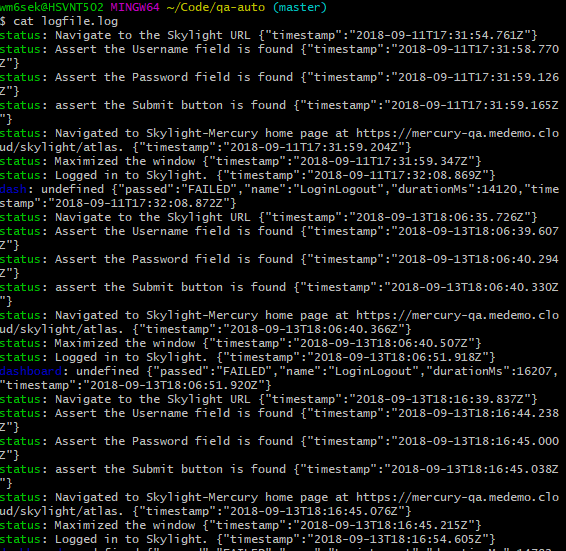 wm6sek@HSVNT502 MINGW64 ~/Code/qa-auto (master)
$ cat logfile.log
status: Navigate to the Skylight URL {"timestamp":"2018-09-11T17:31:54.761Z"}
status: Assert the Username field is found {"timestamp":"2018-09-11T17:31:58.770
Z"}
status: Assert the Password field is found {"timestamp":"2018-09-11T17:31:59.126
Z"}
status: assert the Submit button is found {"timestamp":"2018-09-11T17:31:59.165Z
"}
status: Navigated to Skylight-Mercury home page at https://mercury-qa.medemo.clo
ud/skylight/atlas. {"timestamp":"2018-09-11T17:31:59.204Z"}
status: Maximized the window {"timestamp":"2018-09-11T17:31:59.347Z"}
status: Logged in to Skylight. {"timestamp":"2018-09-11T17:32:08.869Z"}
dash: undefined {"passed":"FAILED","name":"LoginLogout","durationMs":14120,"time
stamp":"2018-09-11T17:32:08.872Z"}
status: Navigate to the Skylight URL {"timestamp":"2018-09-13T18:06:35.726Z"}
status: Assert the Username field is found {"timestamp":"2018-09-13T18:06:39.607
Z"}
status: Assert the Password field is found {"timestamp":"2018-09-13T18:06:40.294
Z"}
status: assert the Submit button is found {"timestamp":"2018-09-13T18:06:40.330Z
"}
status: Navigated to Skylight-Mercury home page at https://mercury-qa.medemo.clo
ud/skylight/atlas. {"timestamp":"2018-09-13T18:06:40.366Z"}
status: Maximized the window {"timestamp":"2018-09-13T18:06:40.507Z"}
status: Logged in to Skylight. {"timestamp":"2018-09-13T18:06:51.918Z"}
dashboard: undefined {"passed":"FAILED","name":"LoginLogout","durationMs":16207,
"timestamp":"2018-09-13T18:06:51.920Z"}
status: Navigate to the Skylight URL {"timestamp":"2018-09-13T18:16:39.837Z"}
status: Assert the Username field is found {"timestamp":"2018-09-13T18:16:44.238
Z"}
status: Assert the Password field is found {"timestamp":"2018-09-13T18:16:45.000
Z"}
status: assert the Submit button is found {"timestamp":"2018-09-13T18:16:45.038Z
"}
status: Navigated to Skylight-Mercury home page at https://mercury-qa.medemo.clo
ud/skylight/atlas. {"timestamp":"2018-09-13T18:16:45.076Z"}
status: Maximized the window {"timestamp":"2018-09-13T18:16:45.215Z"}
status: Logged in to Skylight. {"timestamp":"2018-09-13T18:16:54.605Z"}